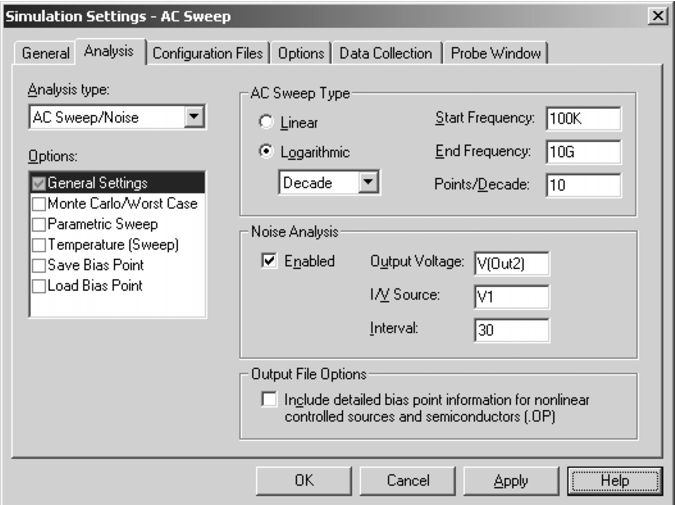 Simulation Settings - AC Sweep
General Analysis Configuration Files Options Data Collection Probe Window
Analysis type:
AC Sweep/Noise
Options:
General Settings
Monte Carlo/Worst Case
Parametric Sweep
Temperature (Sweep)
Save Bias Point
Load Bias Point
AC Sweep Type
Linear
Logarithmic
Decade
Start Frequency: 100K
End Frequency: 10G
Points/Decade: 10
Noise Analysis
Enabled
Output Voltage: V(Out2)
I/V Source: V1
Interval: 30
Output File Options
Include detailed bias point information for nonlinear
controlled sources and semiconductors (.OP)
OK Cancel Apply Help